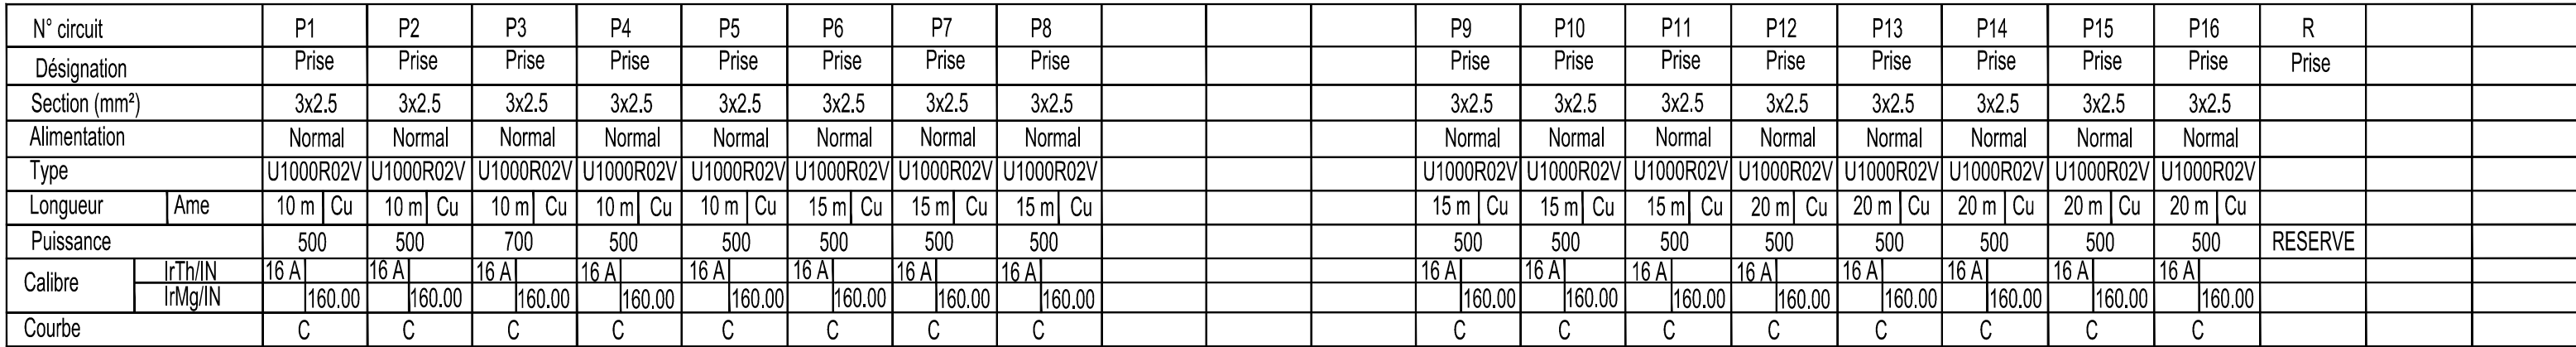 N° circuit P1 P2 P3 P4 P5 P6 P7 P8 P9 P10 P11 P12 P13 P14 P15 P16 R
Désignation Prise Prise Prise Prise Prise Prise Prise Prise Prise Prise Prise Prise Prise Prise Prise Prise Prise
Section (mm²) 3x2.5 3x2.5 3x2.5 3x2.5 3x2.5 3x2.5 3x2.5 3x2.5 3x2.5 3x2.5 3x2.5 3x2.5 3x2.5 3x2.5 3x2.5 3x2.5
Alimentation Normal Normal Normal Normal Normal Normal Normal Normal Normal Normal Normal Normal Normal Normal Normal Normal
Type U1000R02V U1000R02V U1000R02V U1000R02V U1000R02V U1000R02V U1000R02V U1000R02V U1000R02V U1000R02V U1000R02V U1000R02V U1000R02V U1000R02V U1000R02V U1000R02V
Longueur Ame 10 m Cu 10 m Cu 10 m Cu 10 m Cu 10 m Cu 15 m Cu 15 m Cu 15 m Cu 15 m Cu 15 m Cu 15 m Cu 20 m Cu 20 m Cu 20 m Cu 20 m Cu 20 m Cu
Puissance 500 500 700 500 500 500 500 500 500 500 500 500 500 500 500 500 RESERVE
Calibre IrTh/IN 16 A 16 A 16 A 16 A 16 A 16 A 16 A 16 A 16 A 16 A 16 A 16 A 16 A 16 A 16 A 16 A
IrMg/IN 160.00 160.00 160.00 160.00 160.00 160.00 160.00 160.00 160.00 160.00 160.00 160.00 160.00 160.00 160.00 160.00
Courbe C C C C C C C C C C C C C C C C